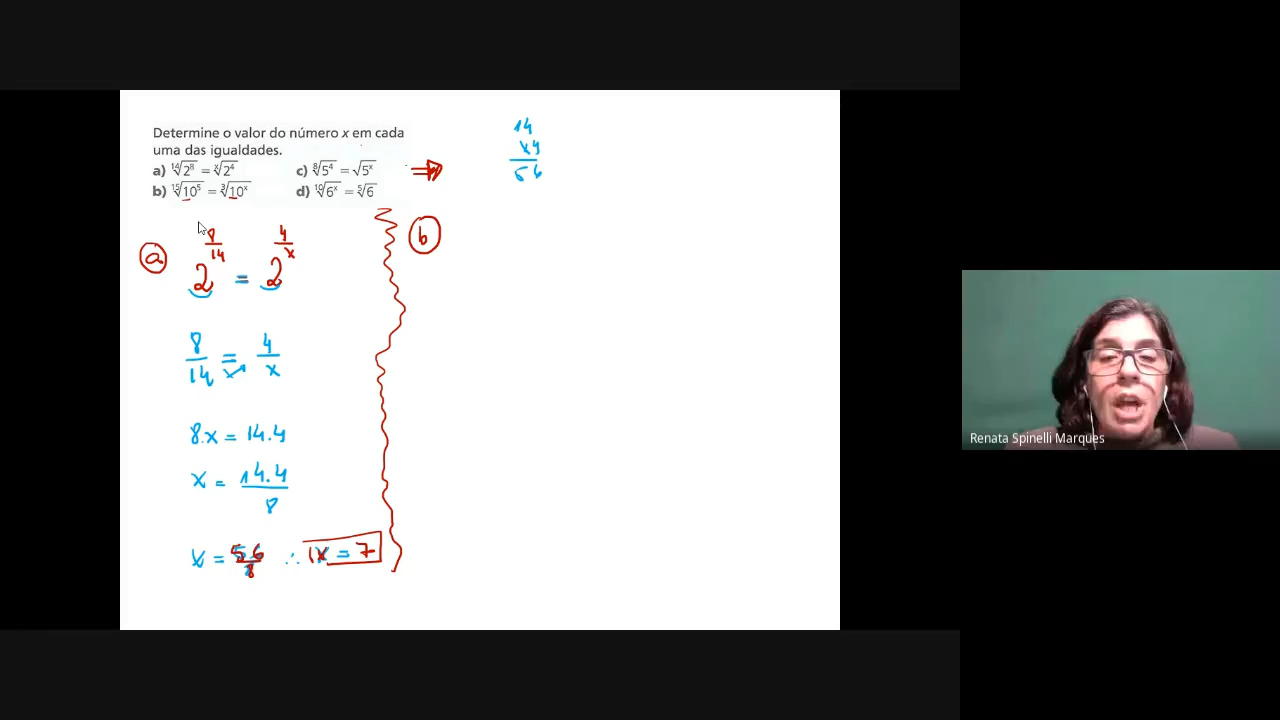 Determine o valor do número x em cada
uma das igualdades.
a) ¹⁴√2⁸ = ˣ√2⁴
c) ⁸√5⁴ = √5ˣ
b) ¹⁵√10⁵ = ³√10ˣ
d) ¹⁰√6ˣ = ⁵√6
14
x4
56
a
2^(8/14) = 2^(4/x)
b
8/14 = 4/x
8.x = 14.4
x = 14.4/8
x = 56/8 ∴ x = 7
Renata Spinelli Marques